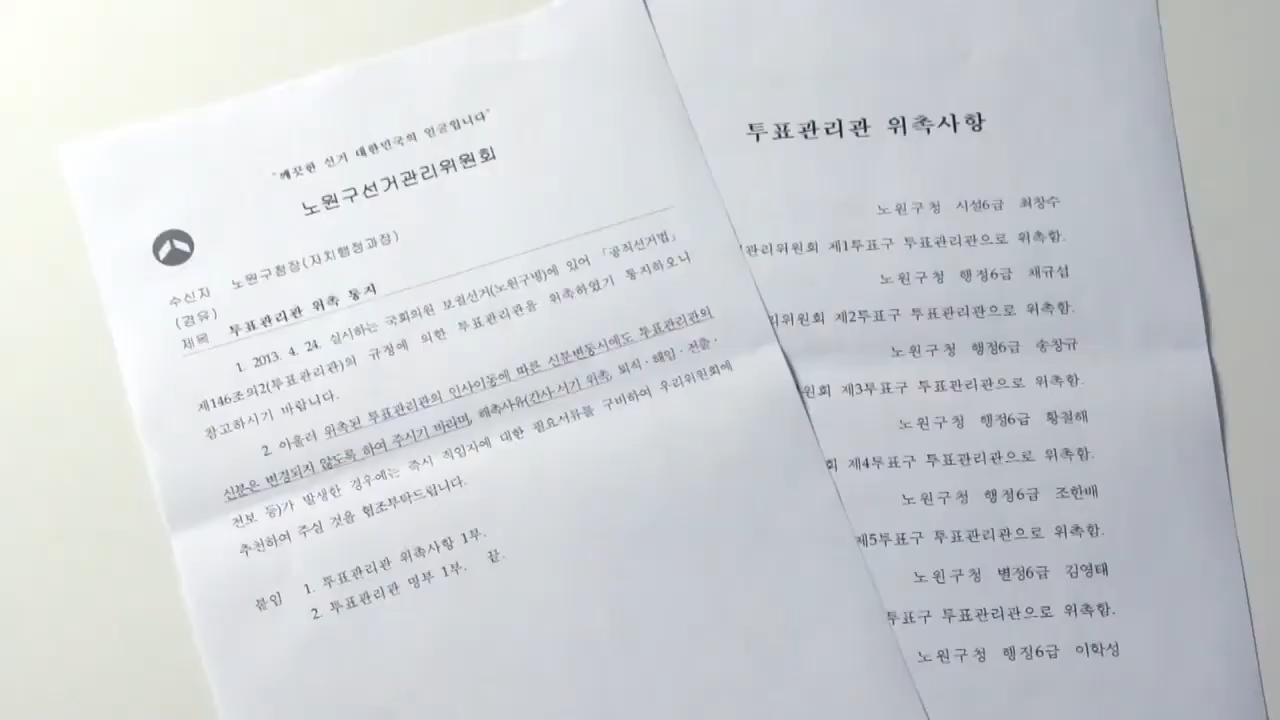 "깨끗한 선거 대한민국의 얼굴입니다"
노원구선거관리위원회
수신자 노원구청장(자치행정과장)
(경유)
제목 투표관리관 위촉 통지
1. 2013. 4. 24. 실시하는 국회의원 보궐선거(노원구병)에 있어 「공직선거법」
제146조의2(투표관리관)의 규정에 의한 투표관리관을 위촉하였기 통지하오니
참고하시기 바랍니다.
2. 아울러 위촉된 투표관리관의 인사이동에 따른 신분변동시에도 투표관리관의
신분은 변경되지 않도록 하여 주시기 바라며, 해촉사유(간사·서기 위촉, 퇴직·해임·전출·
전보 등)가 발생한 경우에는 즉시 적임자에 대한 필요서류를 구비하여 우리위원회에
추천하여 주실 것을 협조부탁드립니다.
붙임 1. 투표관리관 위촉사항 1부.
2. 투표관리관 명부 1부. 끝.
투표관리관 위촉사항
노원구청 시설6급 최창수
관리위원회 제1투표구 투표관리관으로 위촉함.
노원구청 행정6급 채규섭
리위원회 제2투표구 투표관리관으로 위촉함.
노원구청 행정6급 송창규
원회 제3투표구 투표관리관으로 위촉함.
노원구청 행정6급 황철해
회 제4투표구 투표관리관으로 위촉함.
노원구청 행정6급 조한배
제5투표구 투표관리관으로 위촉함.
노원구청 별정6급 김영태
투표구 투표관리관으로 위촉함.
노원구청 행정6급 이학성